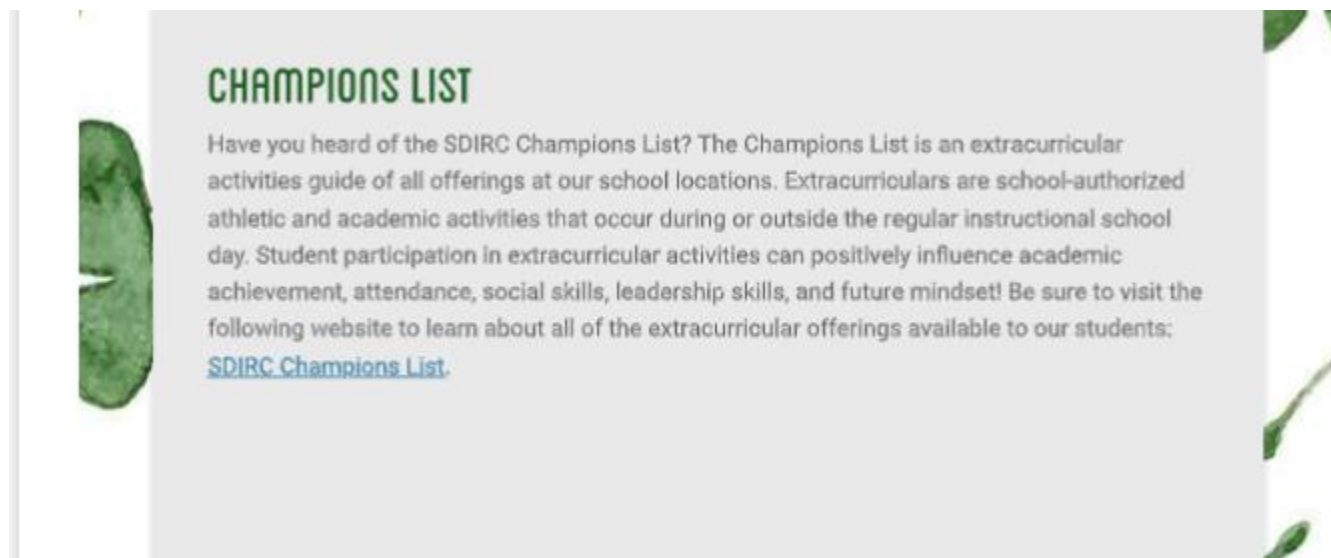 CHAMPIONS LIST
Have you heard of the SDIRC Champions List? The Champions List is an extracurricular
activities guide of all offerings at our school locations. Extracurriculars are school-authorized
athletic and academic activities that occur during or outside the regular instructional school
day. Student participation in extracurricular activities can positively influence academic
achievement, attendance, social skills, leadership skills, and future mindset! Be sure to visit the
following website to learn about all of the extracurricular offerings available to our students:
SDIRC Champions List.